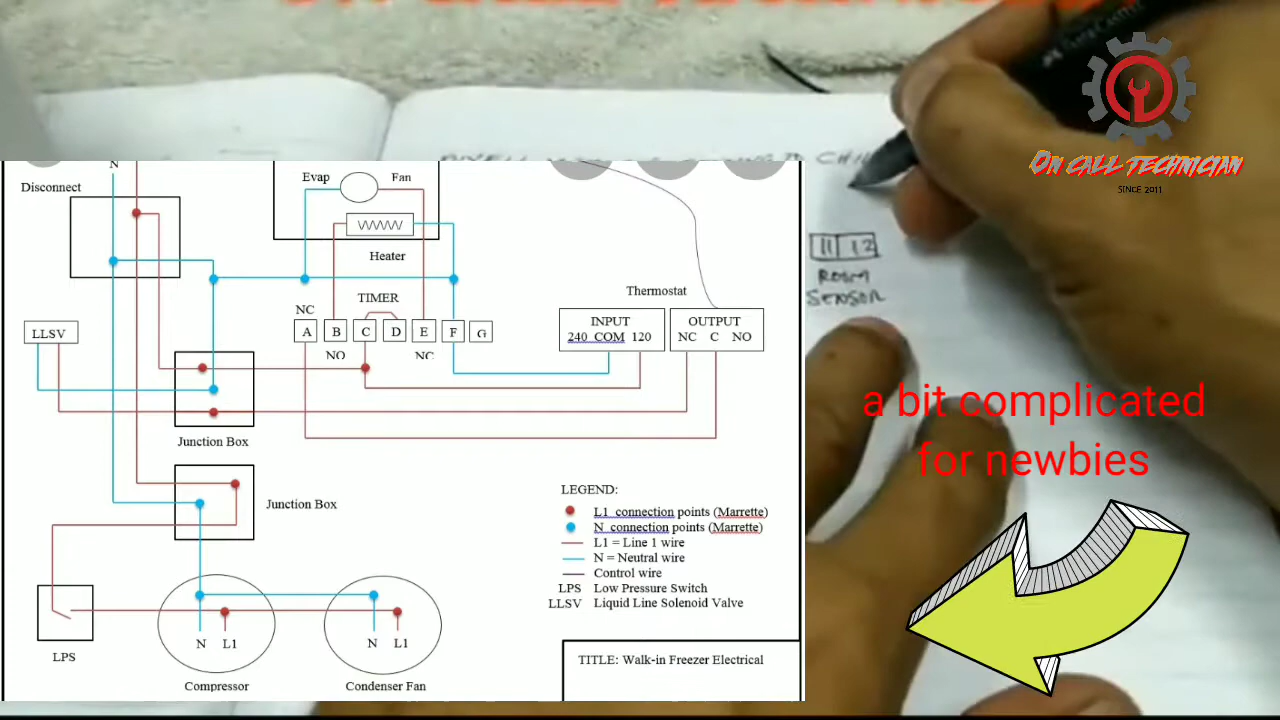 ON CALL TECHNICIAN
SINCE 2011
N
Disconnect
Evap Fan
Heater
TIMER
NC
A B C D E F G
NO
NC
LLSV
Thermostat
INPUT
240 COM 120
OUTPUT
NC C NO
Junction Box
Junction Box
LPS
N L1
Compressor
N L1
Condenser Fan
LEGEND:
L1 connection points (Marrette)
N connection points (Marrette)
L1 = Line 1 wire
N = Neutral wire
Control wire
LPS Low Pressure Switch
LLSV Liquid Line Solenoid Valve
TITLE: Walk-in Freezer Electrical
11 12
ROOM
SENSOR
a bit complicated
for newbies